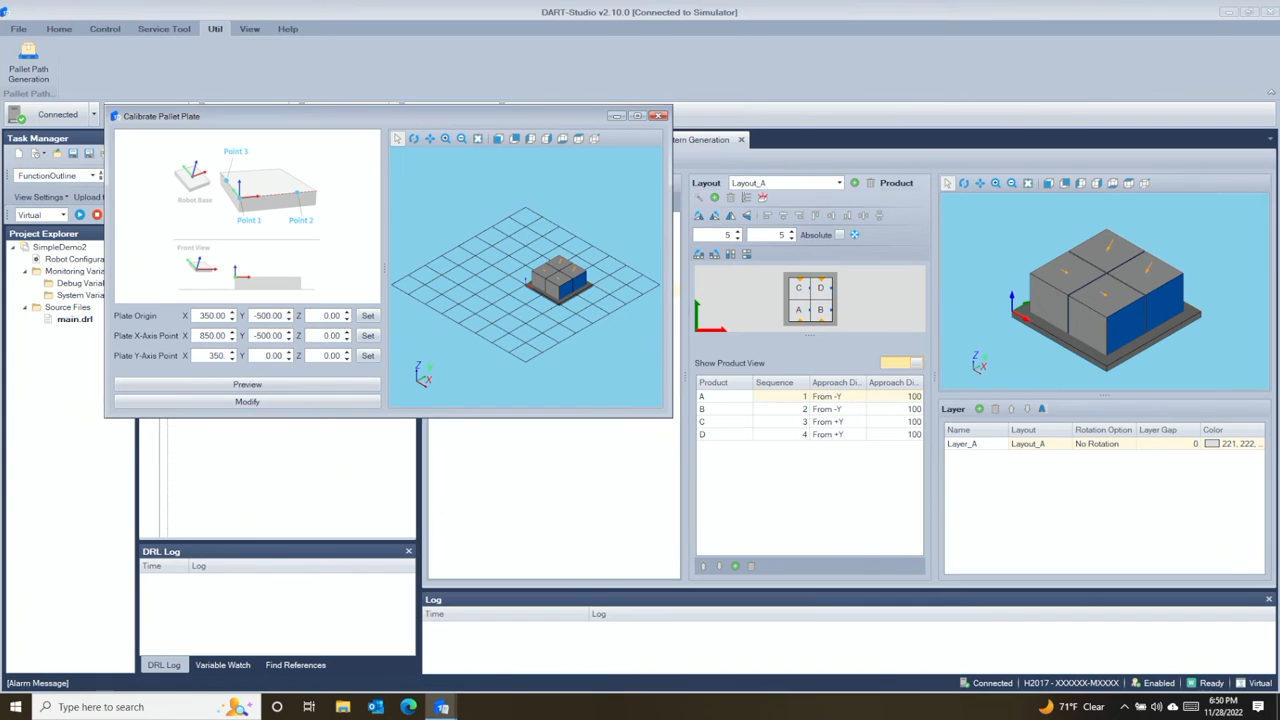 DART-Studio v2.10.0 [Connected to Simulator]
File Home Control Service Tool Util View Help
Pallet Path
Generation
Pallet Path...
Connected
Calibrate Pallet Plate
Task Manager
FunctionOutline
View Settings Upload
Virtual
Project Explorer
SimpleDemo2
Robot Configura
Monitoring Varia
Debug Variab
System Varia
Source Files
main.drl
Point 3
Robot Base
Point 1
Point 2
Front View
Plate Origin X 350.00 Y -500.00 Z 0.00 Set
Plate X-Axis Point X 850.00 Y -500.00 Z 0.00 Set
Plate Y-Axis Point X 350. Y 0.00 Z 0.00 Set
Preview
Modify
Z
X
tern Generation
Layout Layout_A Product
5 5 Absolute
C D
A B
Show Product View
Product Sequence Approach Di... Approach Di...
A 1 From -Y 100
B 2 From -Y 100
C 3 From +Y 100
D 4 From +Y 100
Z
X
Layer
Name Layout Rotation Option Layer Gap Color
Layer_A Layout_A No Rotation 0 221, 222, ...
DRL Log
Time Log
DRL Log Variable Watch Find References
Log
Time Log
[Alarm Message]
Connected H2017 - XXXXXX-MXXXXX Enabled Ready Virtual
Type here to search
71°F Clear
6:50 PM
11/28/2022